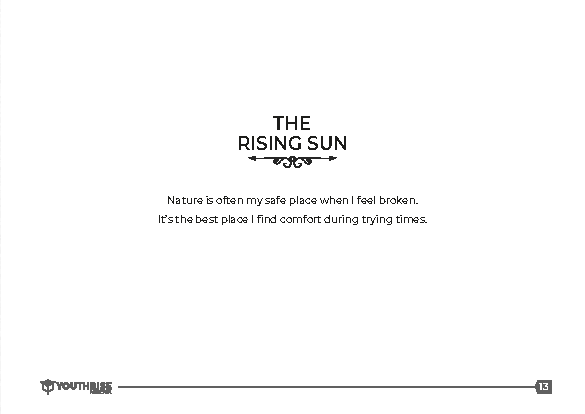 THE
RISING SUN
Nature is often my safe place when I feel broken.
It's the best place I find comfort during trying times.
YOUTHRISE
13